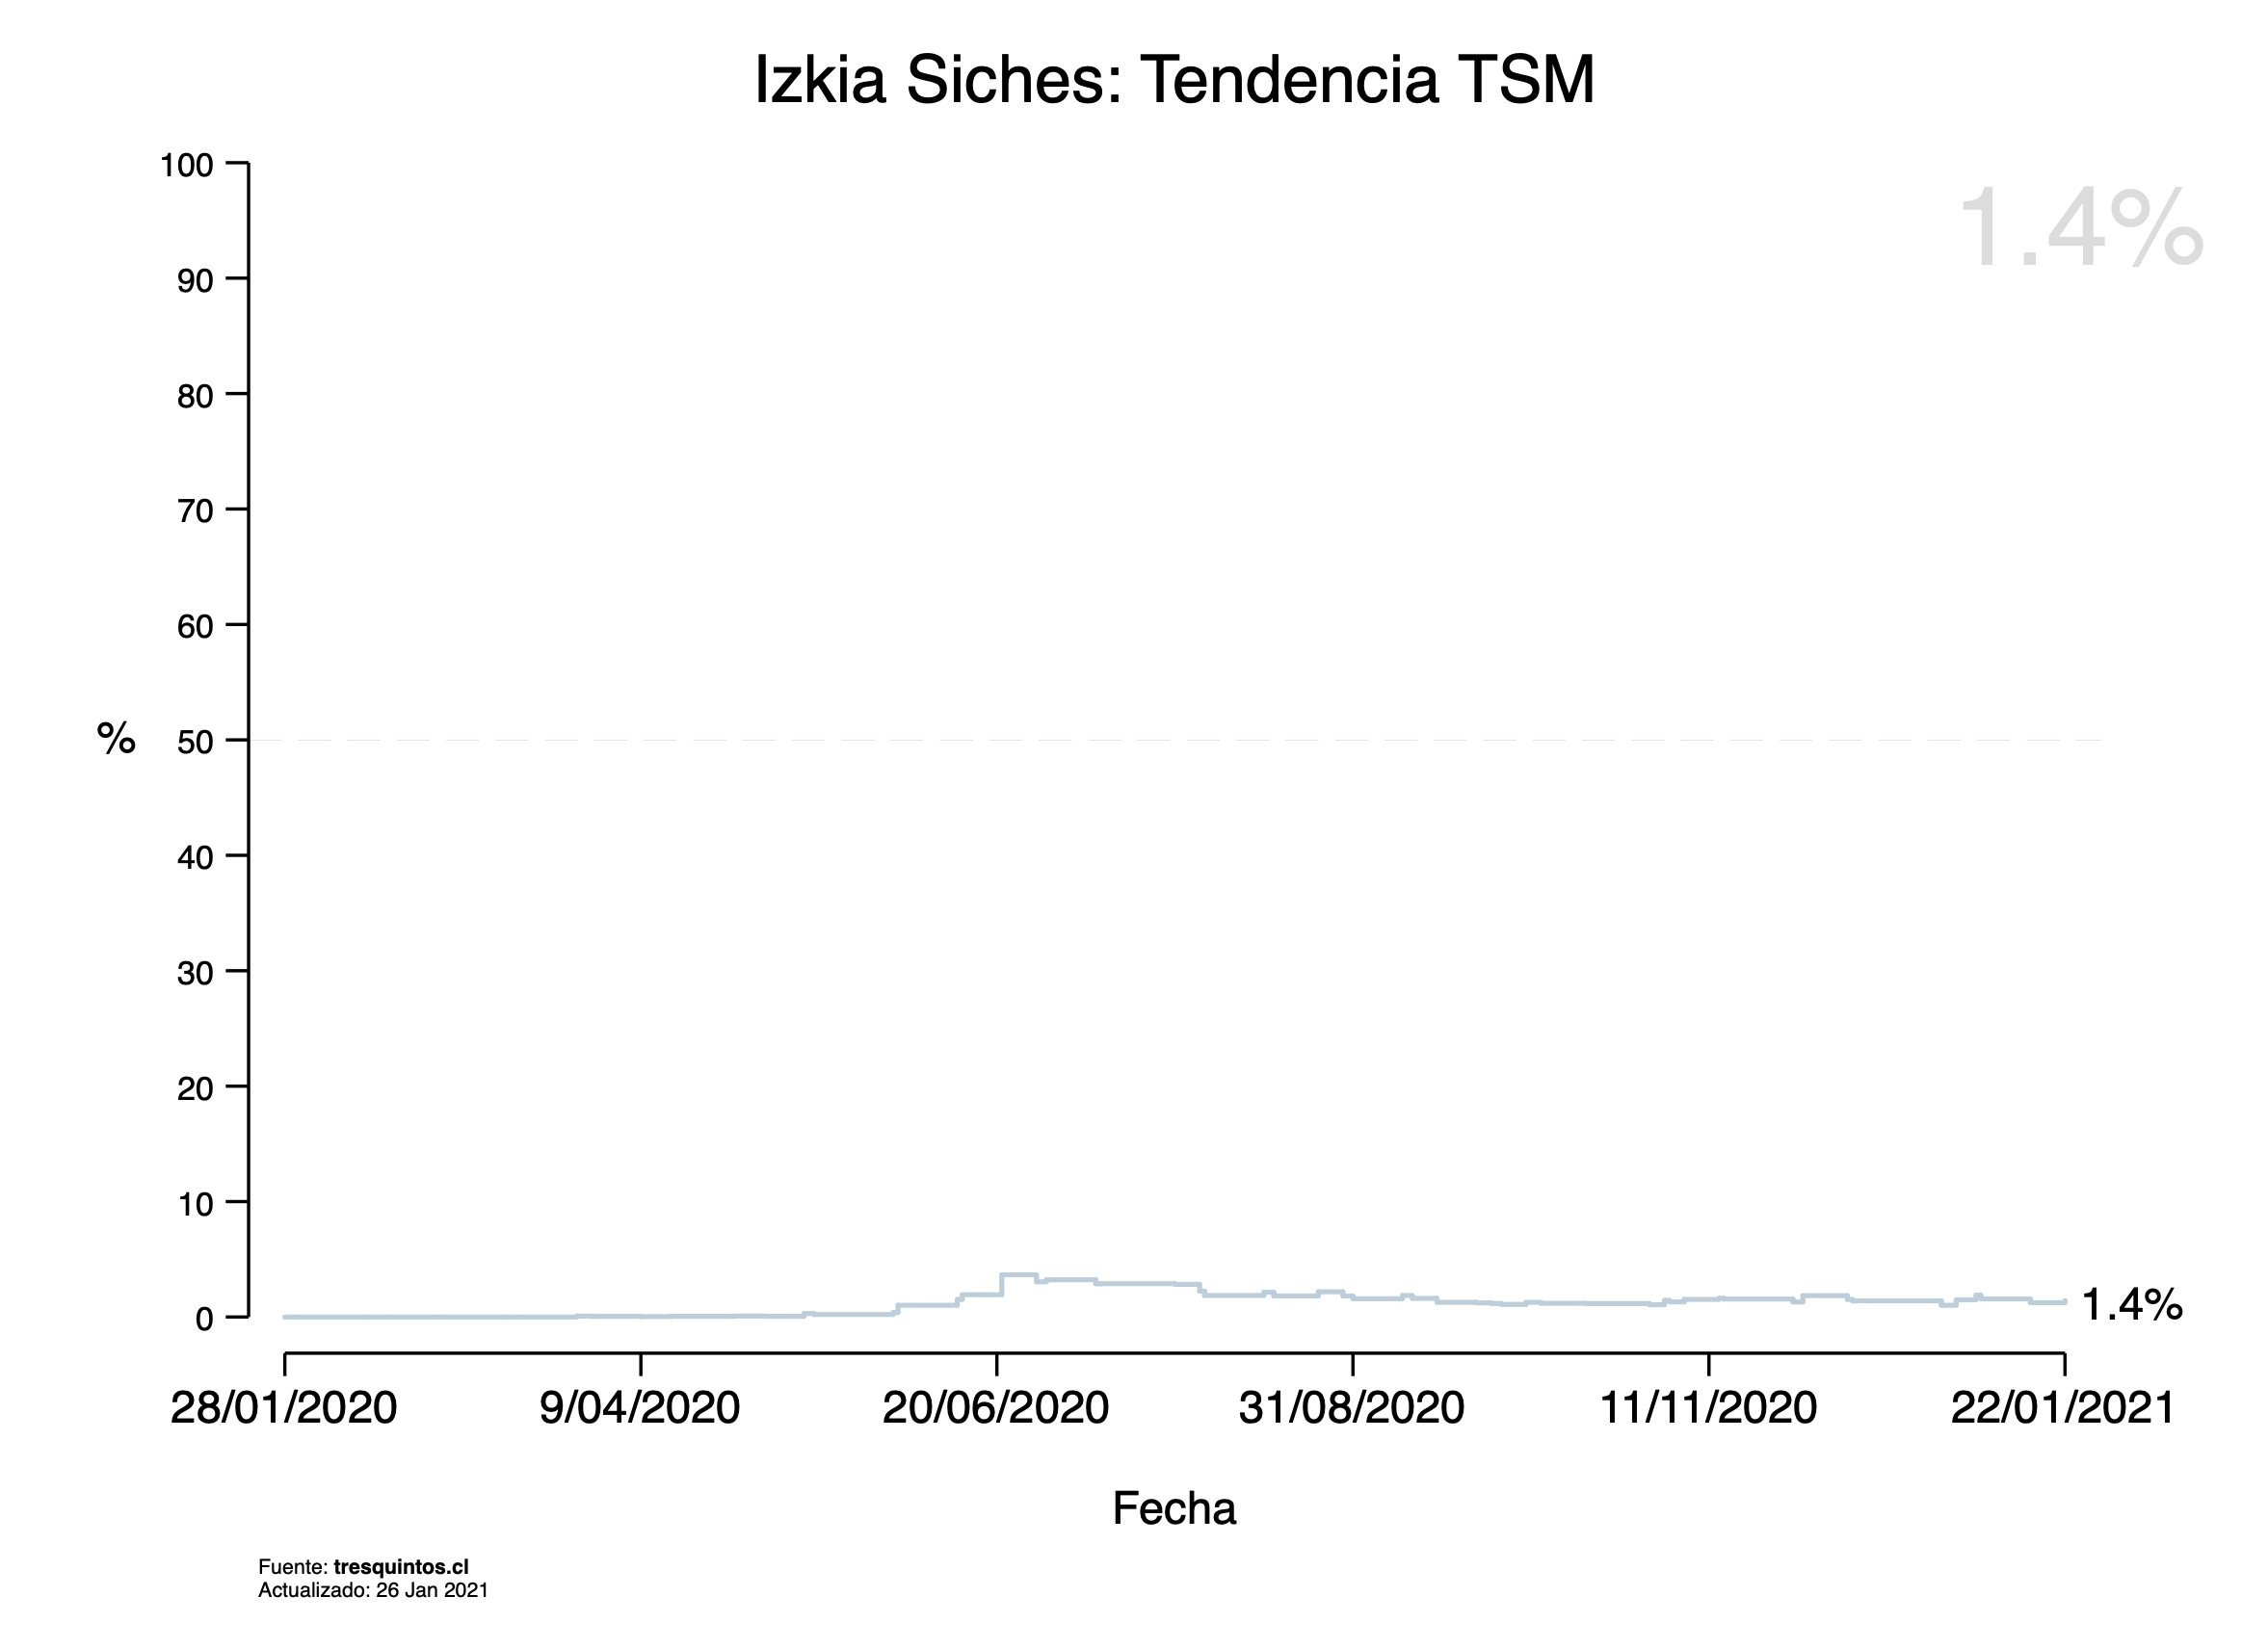 Izkia Siches: Tendencia TSM
1.4%
100
90
80
70
60
% 50
40
30
20
10
0
1.4%
28/01/2020 9/04/2020 20/06/2020 31/08/2020 11/11/2020 22/01/2021
Fecha
Fuente: tresquintos.cl
Actualizado: 26 Jan 2021